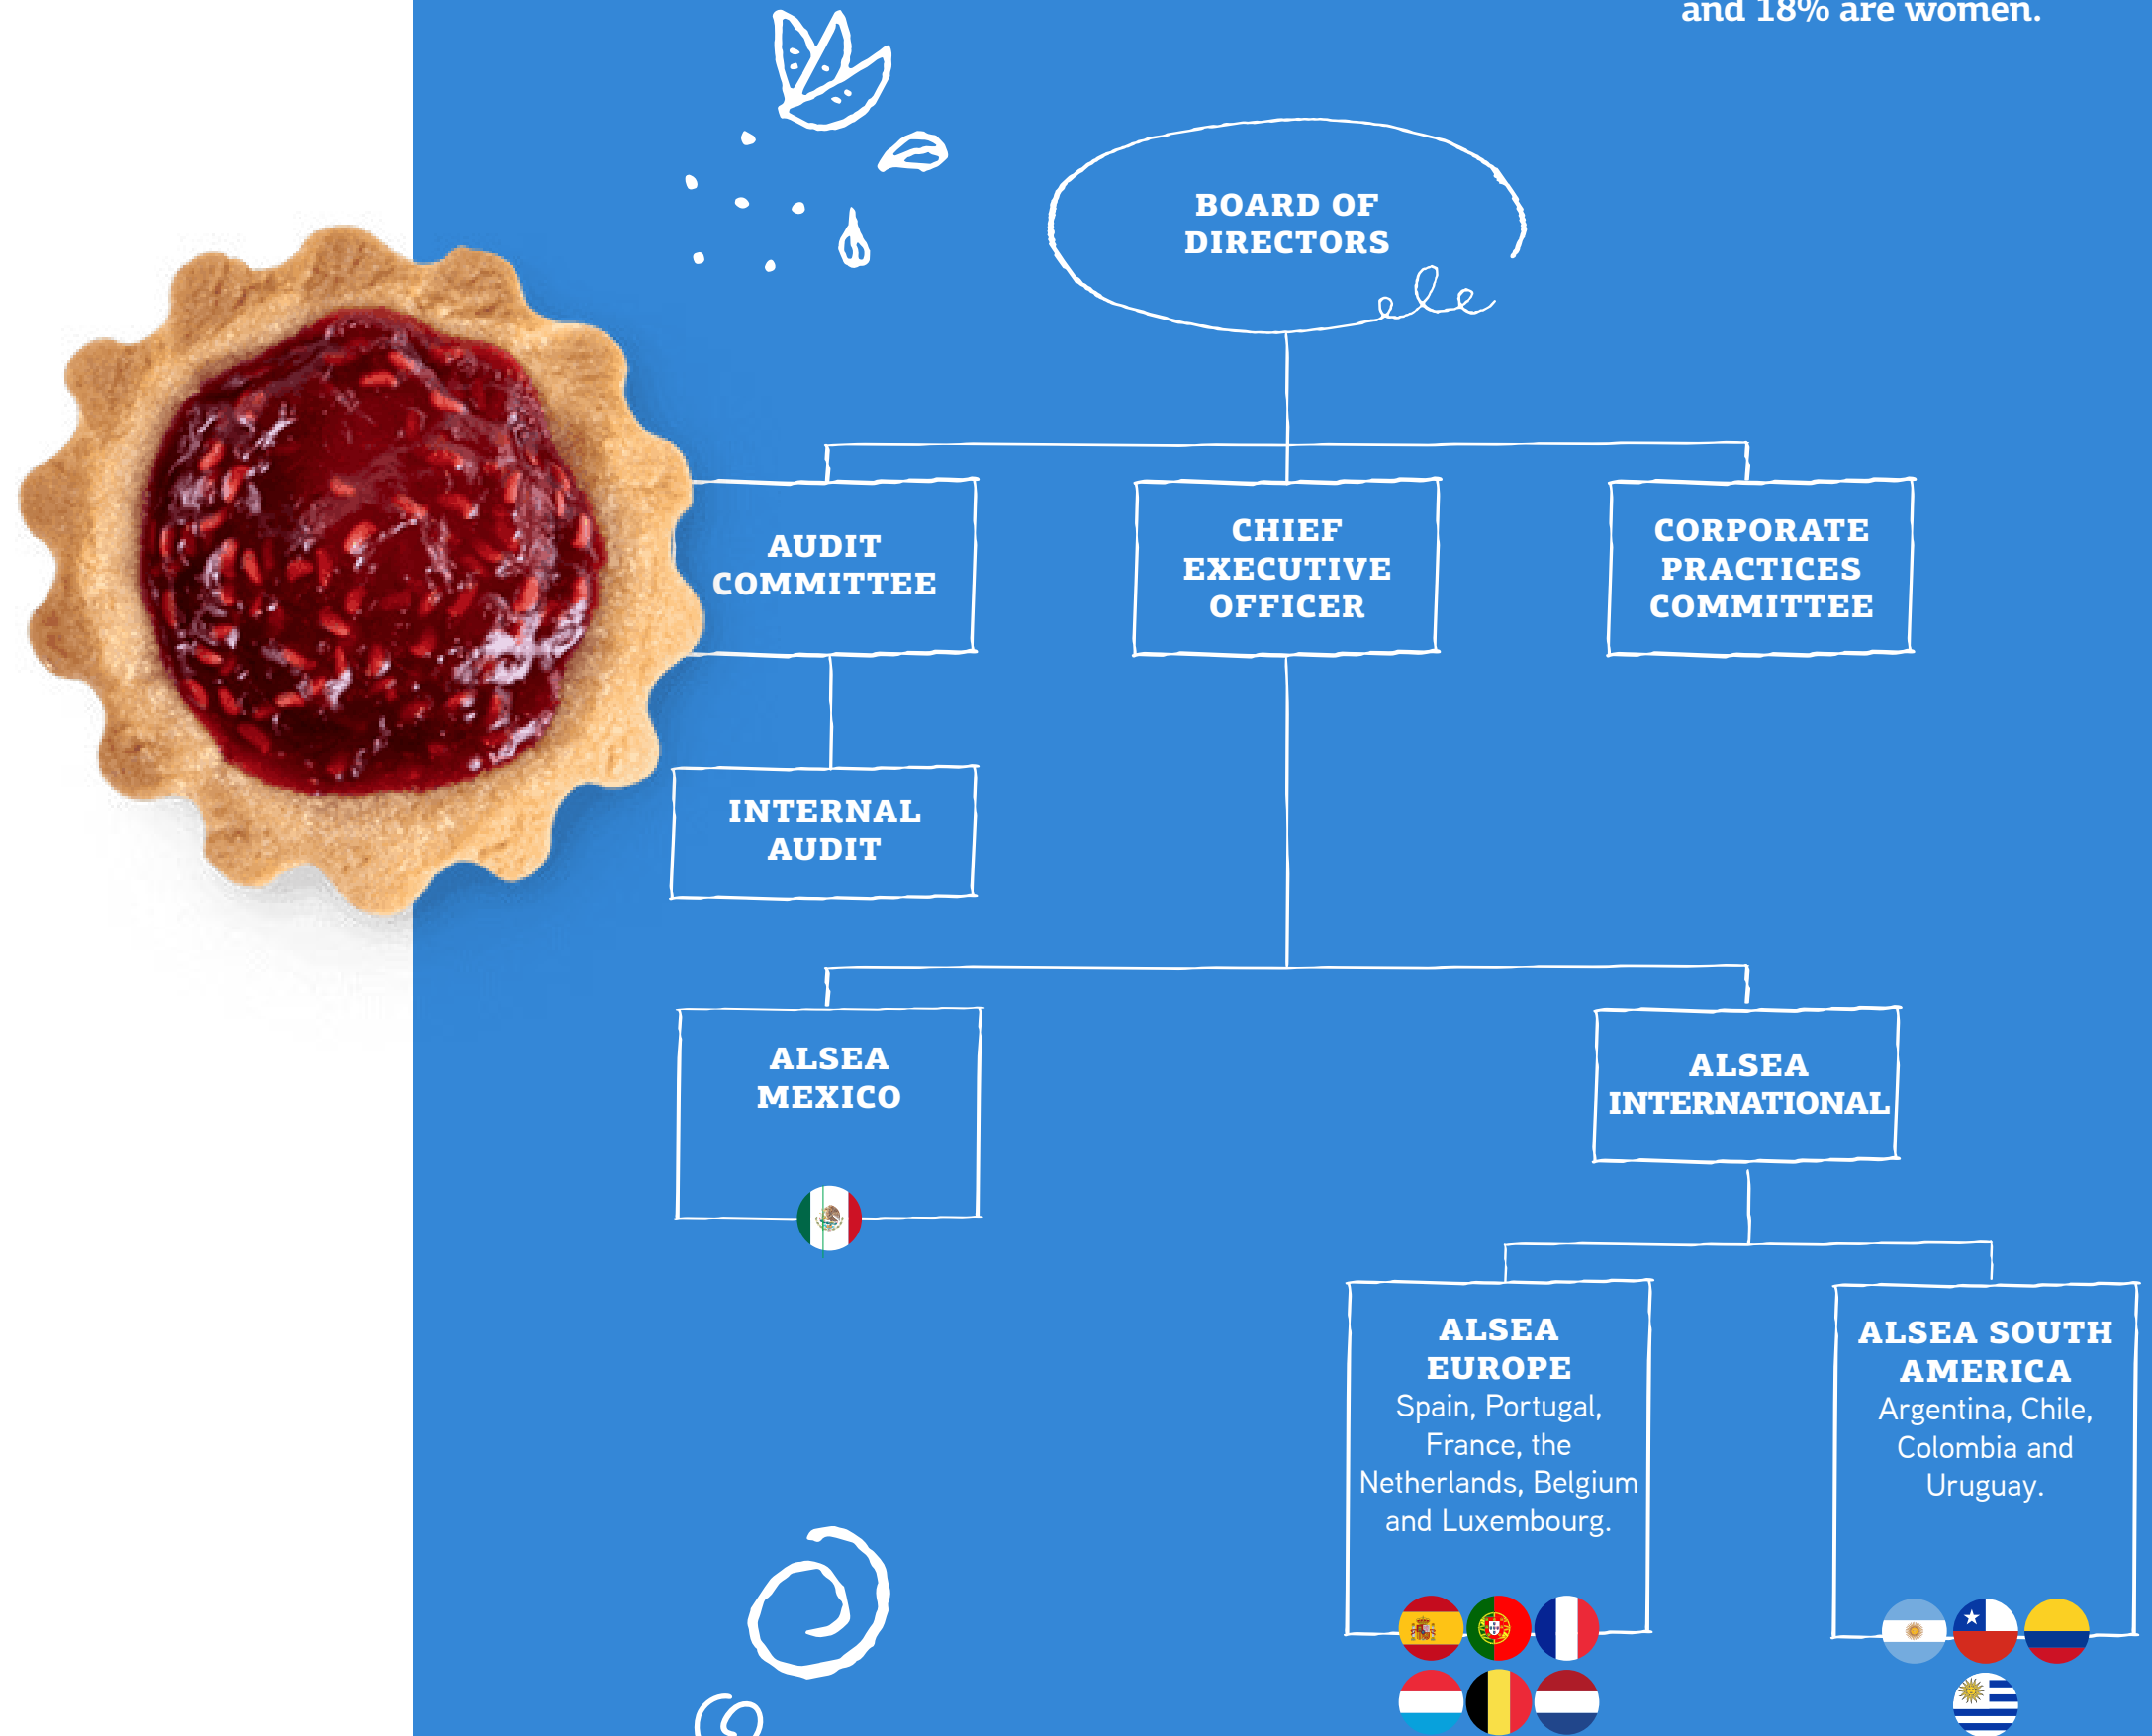 and 18% are women.
BOARD OF
DIRECTORS
AUDIT
COMMITTEE
CHIEF
EXECUTIVE
OFFICER
CORPORATE
PRACTICES
COMMITTEE
INTERNAL
AUDIT
ALSEA
MEXICO
ALSEA
INTERNATIONAL
ALSEA
EUROPE
Spain, Portugal,
France, the
Netherlands, Belgium
and Luxembourg.
ALSEA SOUTH
AMERICA
Argentina, Chile,
Colombia and
Uruguay.